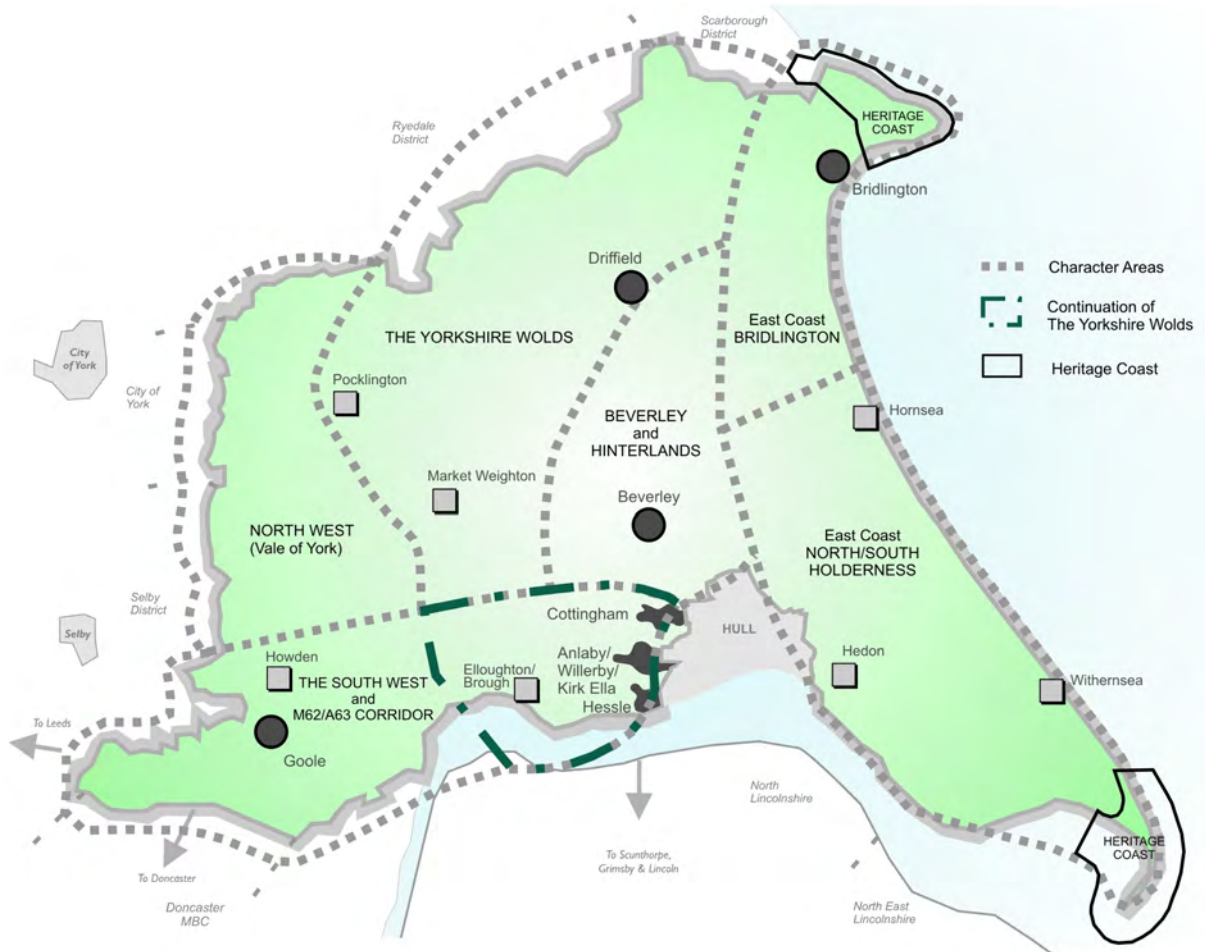 Scarborough
District
HERITAGE
COAST
Ryedale
District
Bridlington
Driffield
Character Areas
Continuation of
The Yorkshire Wolds
Heritage Coast
East Coast
BRIDLINGTON
THE YORKSHIRE WOLDS
City
of York
City of
York
Pocklington
Hornsea
BEVERLEY
and
HINTERLANDS
Market Weighton
Beverley
NORTH WEST
(Vale of York)
East Coast
NORTH/SOUTH
HOLDERNESS
Selby
District
Selby
Cottingham
HULL
Howden
Elloughton/
Brough
Anlaby/
Willerby/
Kirk Ella
Hessle
Hedon
Withernsea
THE SOUTH WEST
and
M62/A63 CORRIDOR
To Leeds
Goole
North
Lincolnshire
HERITAGE
COAST
To Scunthorpe,
Grimsby & Lincoln
To Doncaster
Doncaster
MBC
North East
Lincolnshire